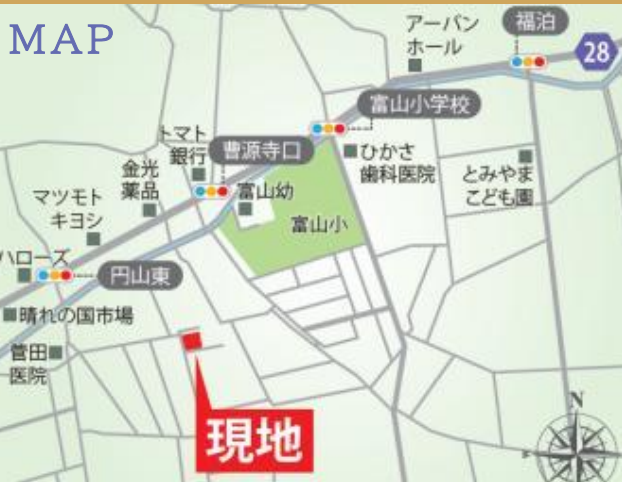 MAP
アーバン
ホール
福泊
28
富山小学校
トマト
銀行
曹源寺口
ひかさ
歯科医院
とみやま
こども園
金光
薬品
富山幼
富山小
マツモト
キヨシ
ハローズ
円山東
晴れの国市場
菅田
医院
現地
N